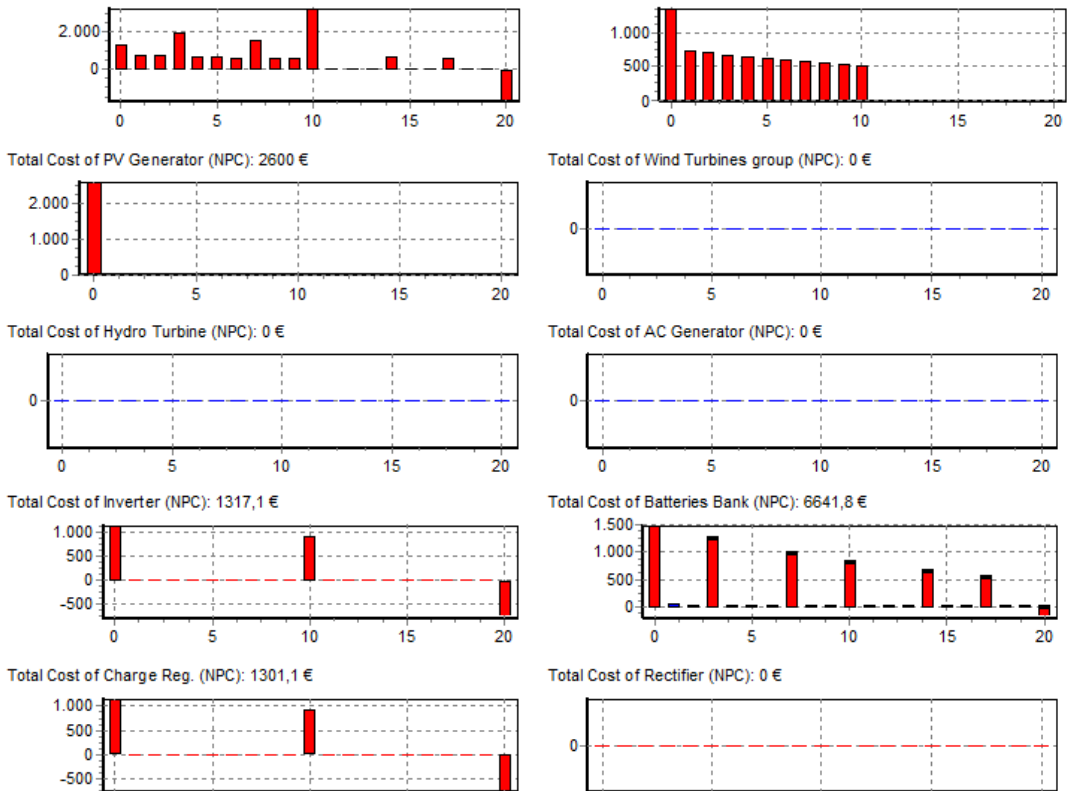 2.000
0
0 5 10 15 20
1.000
500
0
0 5 10 15 20
Total Cost of PV Generator (NPC): 2600 €
2.000
1.000
0
0 5 10 15 20
Total Cost of Wind Turbines group (NPC): 0 €
0
0 5 10 15 20
Total Cost of Hydro Turbine (NPC): 0 €
0
0 5 10 15 20
Total Cost of AC Generator (NPC): 0 €
0
0 5 10 15 20
Total Cost of Inverter (NPC): 1317,1 €
1.000
500
0
-500
0 5 10 15 20
Total Cost of Batteries Bank (NPC): 6641,8 €
1.500
1.000
500
0
0 5 10 15 20
Total Cost of Charge Reg. (NPC): 1301,1 €
1.000
500
0
-500
Total Cost of Rectifier (NPC): 0 €
0